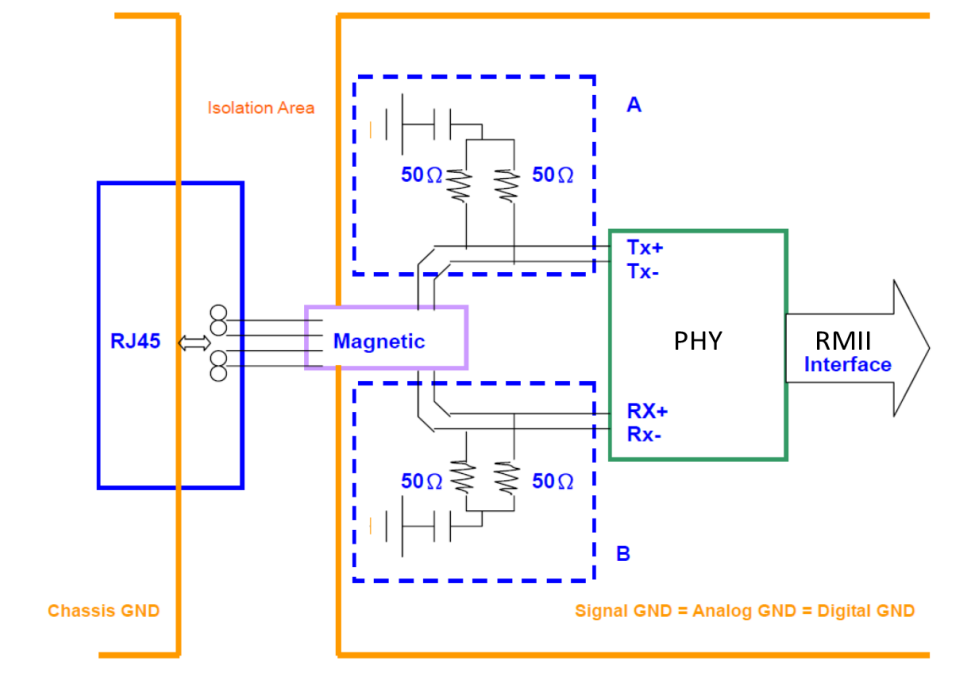 Isolation Area
A
50Ω
50Ω
Tx+
Tx-
RJ45
Magnetic
PHY
RMII
Interface
RX+
Rx-
50Ω
50Ω
B
Chassis GND
Signal GND = Analog GND = Digital GND